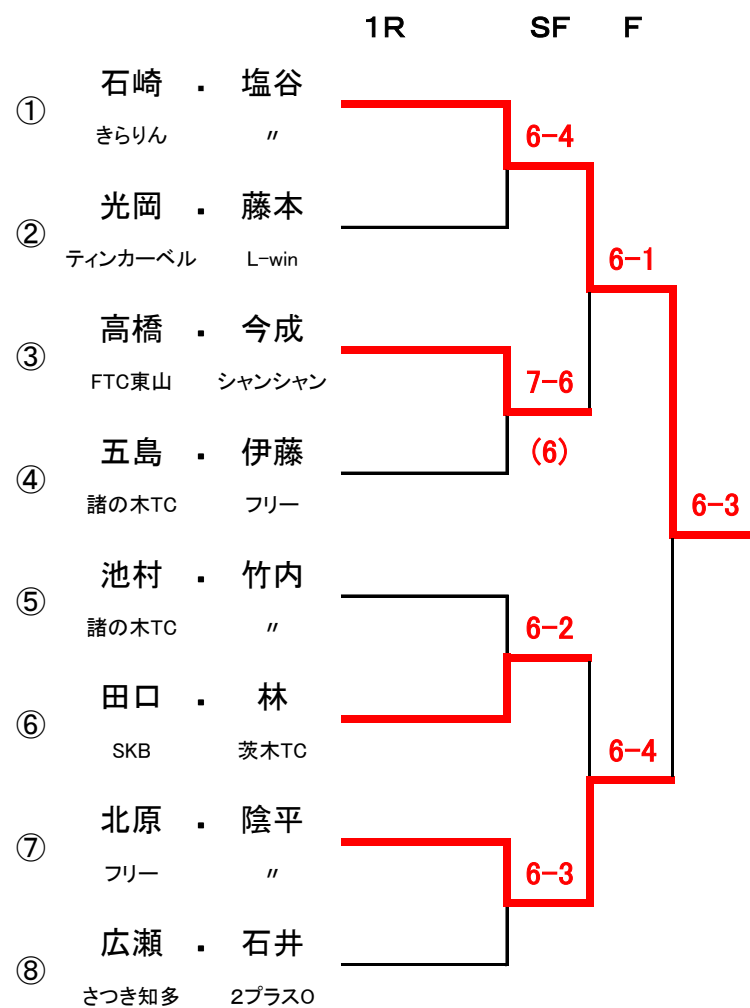 1R SF F
石崎 ・ 塩谷
①
きらりん 〃
6-4
光岡 ・ 藤本
②
ティンカーベル L-win
6-1
高橋 ・ 今成
③
FTC東山 シャンシャン
7-6
五島 ・ 伊藤
(6)
④
諸の木TC フリー
6-3
池村 ・ 竹内
⑤
諸の木TC 〃
6-2
田口 ・ 林
⑥
SKB 茨木TC
6-4
北原 ・ 陰平
⑦
フリー 〃
6-3
広瀬 ・ 石井
⑧
さつき知多 2プラスO